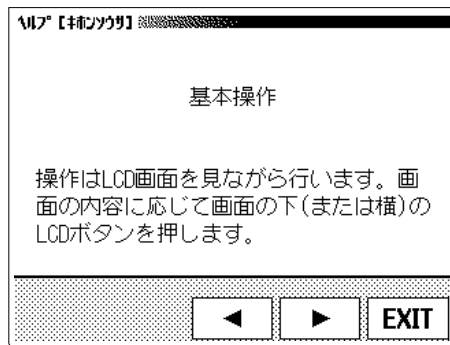 ﾍﾙﾌﾟ【ｷﾎﾝｿｳｻ】
基本操作
操作はLCD画面を見ながら行います。画
面の内容に応じて画面の下(または横)の
LCDボタンを押します。
◀ ▶ EXIT